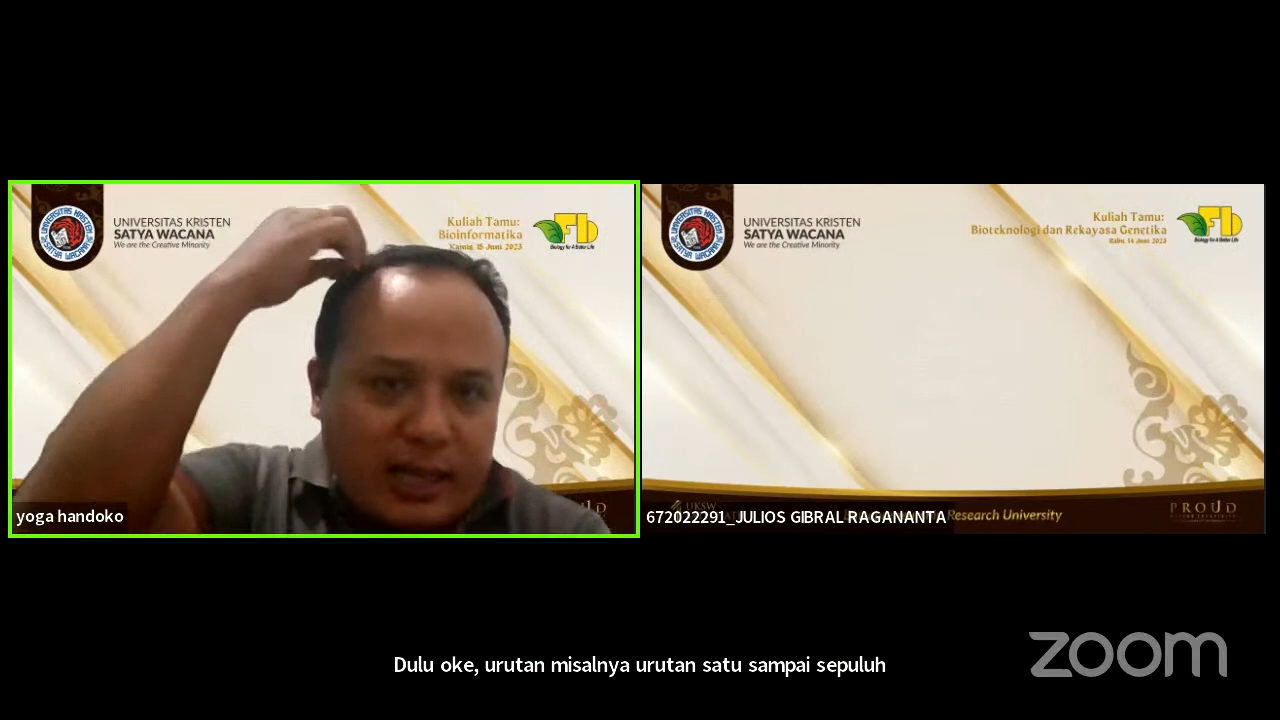 UNIVERSITAS KRISTEN
SATYA WACANA
We are the Creative Minority
Kuliah Tamu:
Bioinformatika
Kamis, 15 Juni 2023
Fb
Biology for A Better Life
yoga handoko
UNIVERSITAS KRISTEN
SATYA WACANA
We are the Creative Minority
Kuliah Tamu:
Bioteknologi dan Rekayasa Genetika
Rabu, 14 Juni 2023
Fb
Biology for A Better Life
UKSW
672022291_JULIOS GIBRAL RAGANANTA
Research University
PROUD
Dulu oke, urutan misalnya urutan satu sampai sepuluh
zoom